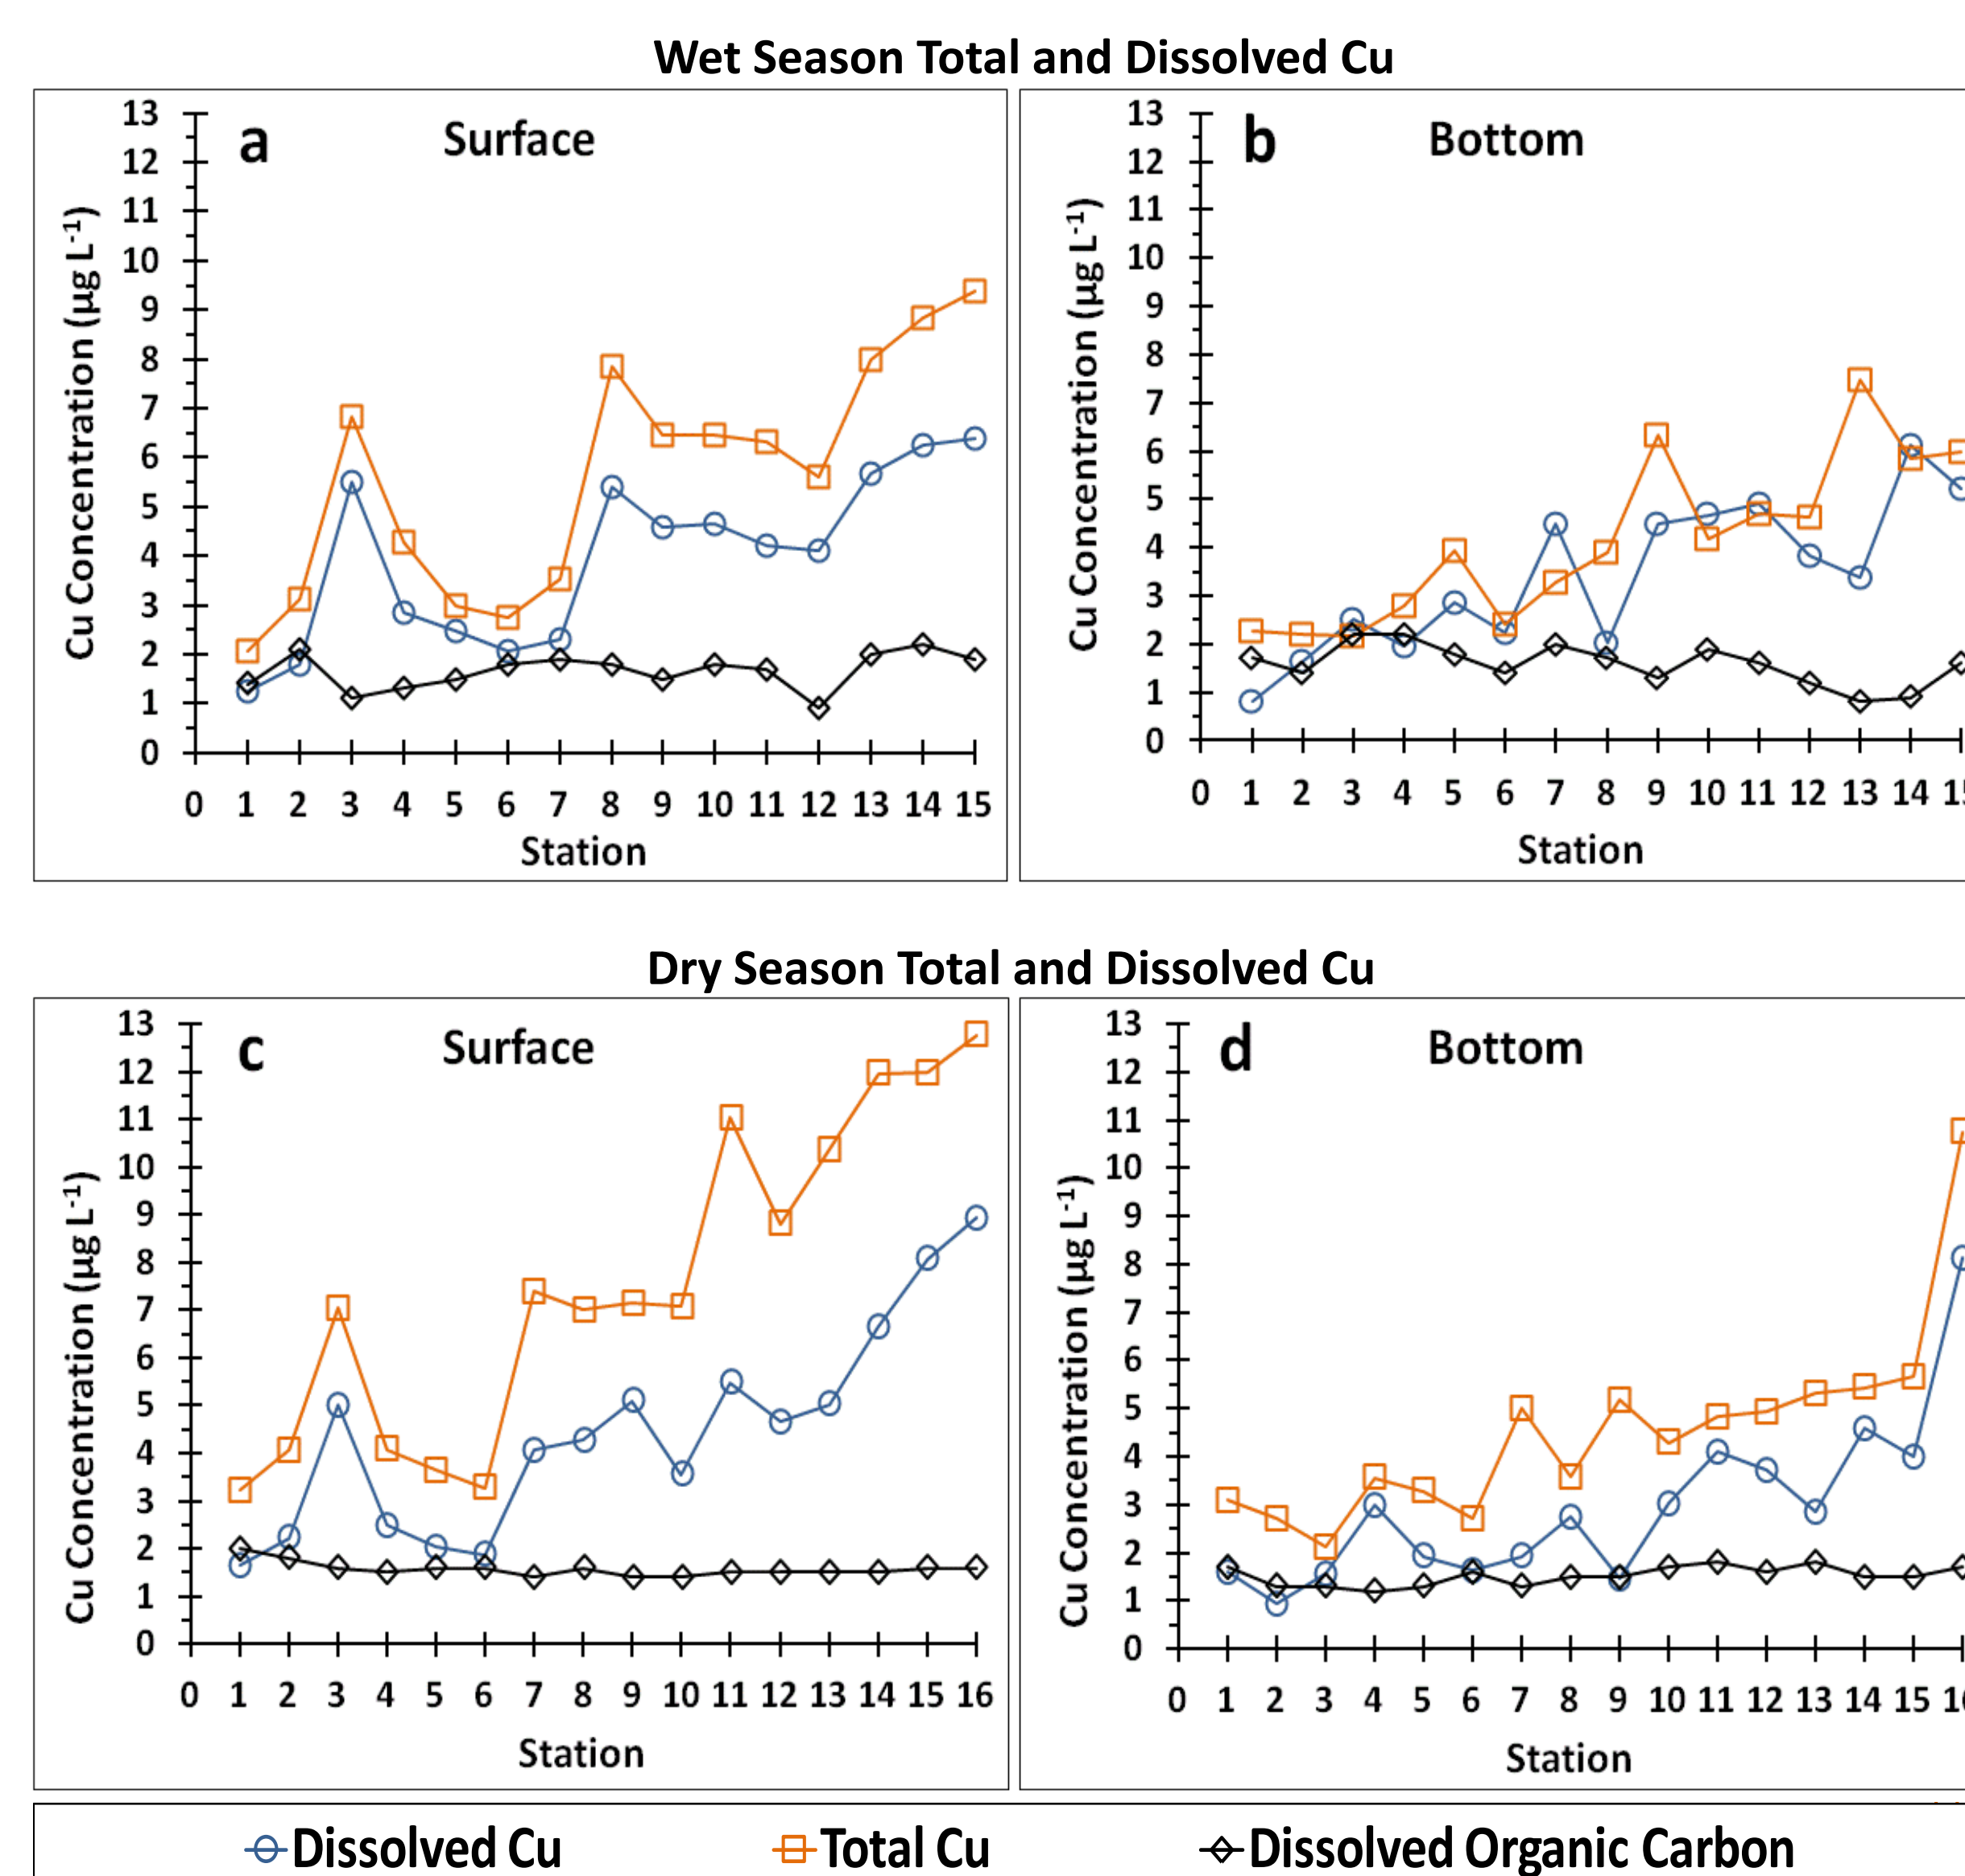 Wet Season Total and Dissolved Cu
a Surface
Cu Concentration (µg L-1)
13
12
11
10
9
8
7
6
5
4
3
2
1
0
0 1 2 3 4 5 6 7 8 9 10 11 12 13 14 15
Station
b Bottom
Cu Concentration (µg L-1)
13
12
11
10
9
8
7
6
5
4
3
2
1
0
0 1 2 3 4 5 6 7 8 9 10 11 12 13 14
Station
Dry Season Total and Dissolved Cu
c Surface
Cu Concentration (µg L-1)
13
12
11
10
9
8
7
6
5
4
3
2
1
0
0 1 2 3 4 5 6 7 8 9 10 11 12 13 14 15 16
Station
d Bottom
Cu Concentration (µg L-1)
13
12
11
10
9
8
7
6
5
4
3
2
1
0
0 1 2 3 4 5 6 7 8 9 10 11 12 13 14 15
Station
Dissolved Cu Total Cu Dissolved Organic Carbon